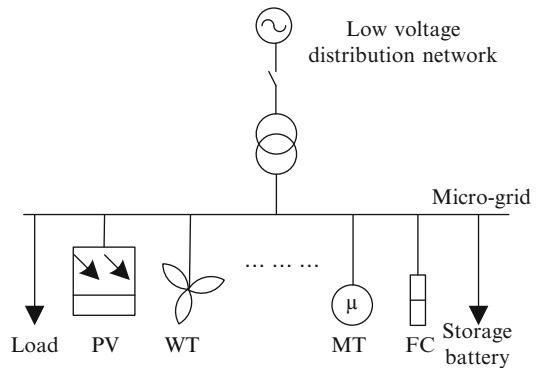 Low voltage
distribution network
Micro-grid
... ... ...
μ
Load
PV
WT
MT
FC
Storage
battery